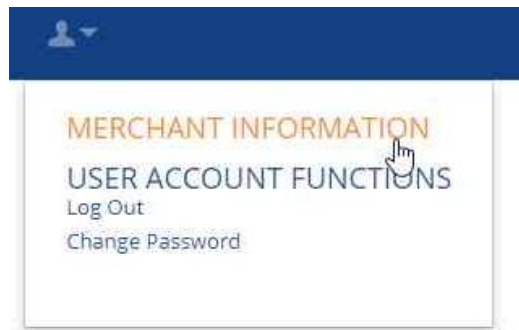 MERCHANT INFORMATION
USER ACCOUNT FUNCTIONS
Log Out
Change Password